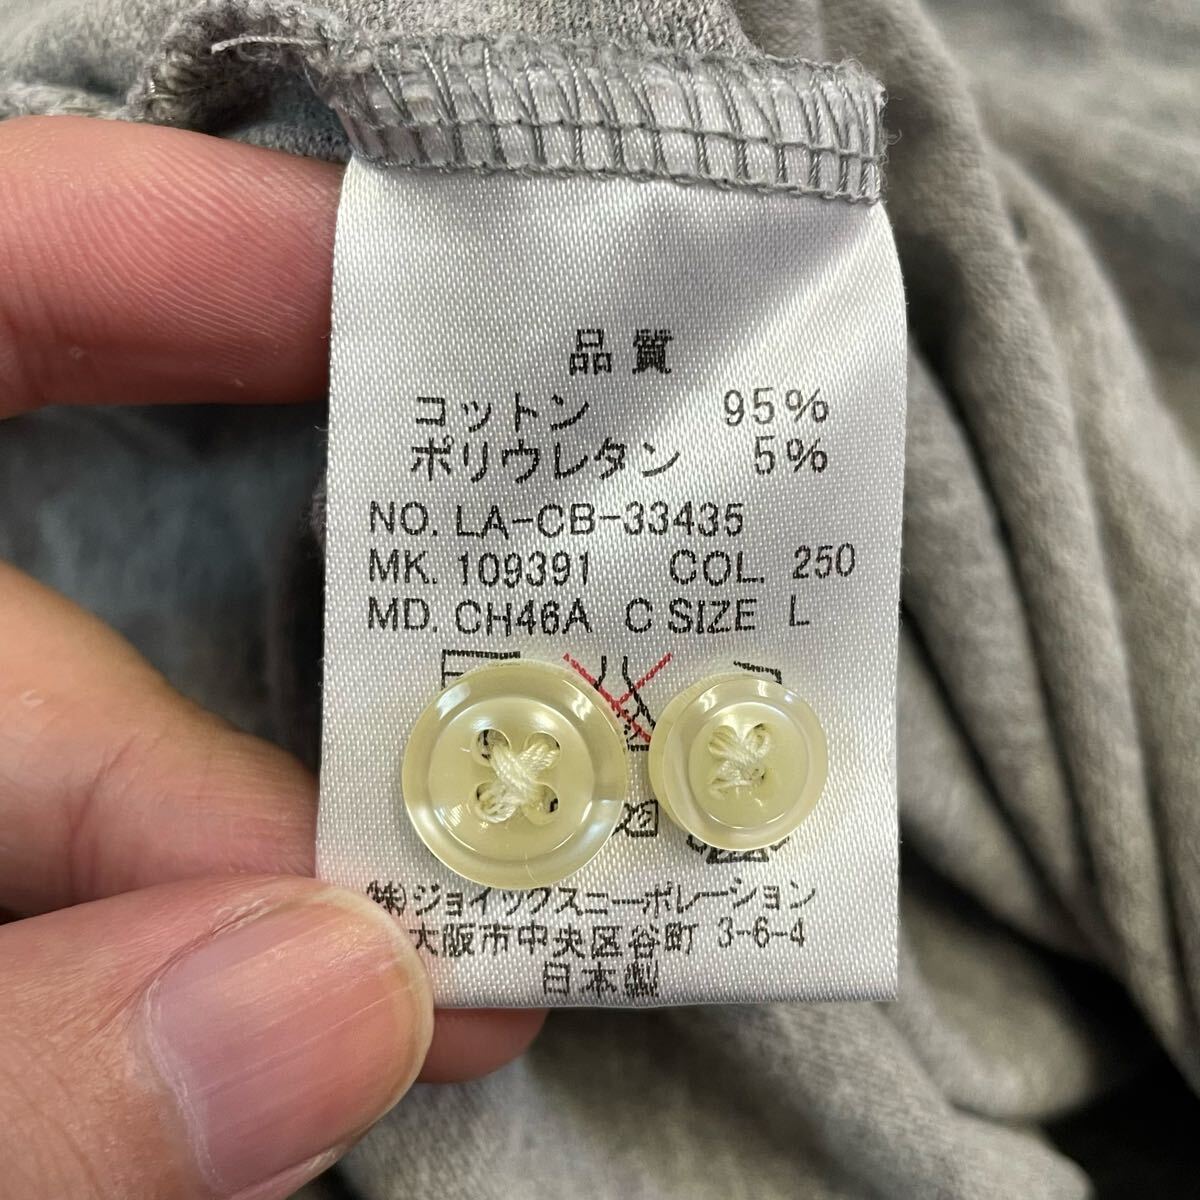 品質
コットン 95%
ポリウレタン 5%
NO. LA-CB-33435
MK. 109391 COL. 250
MD. CH46A C SIZE L
(株)ジョイックスコーポレーション
大阪市中央区谷町 3-6-4
日本製